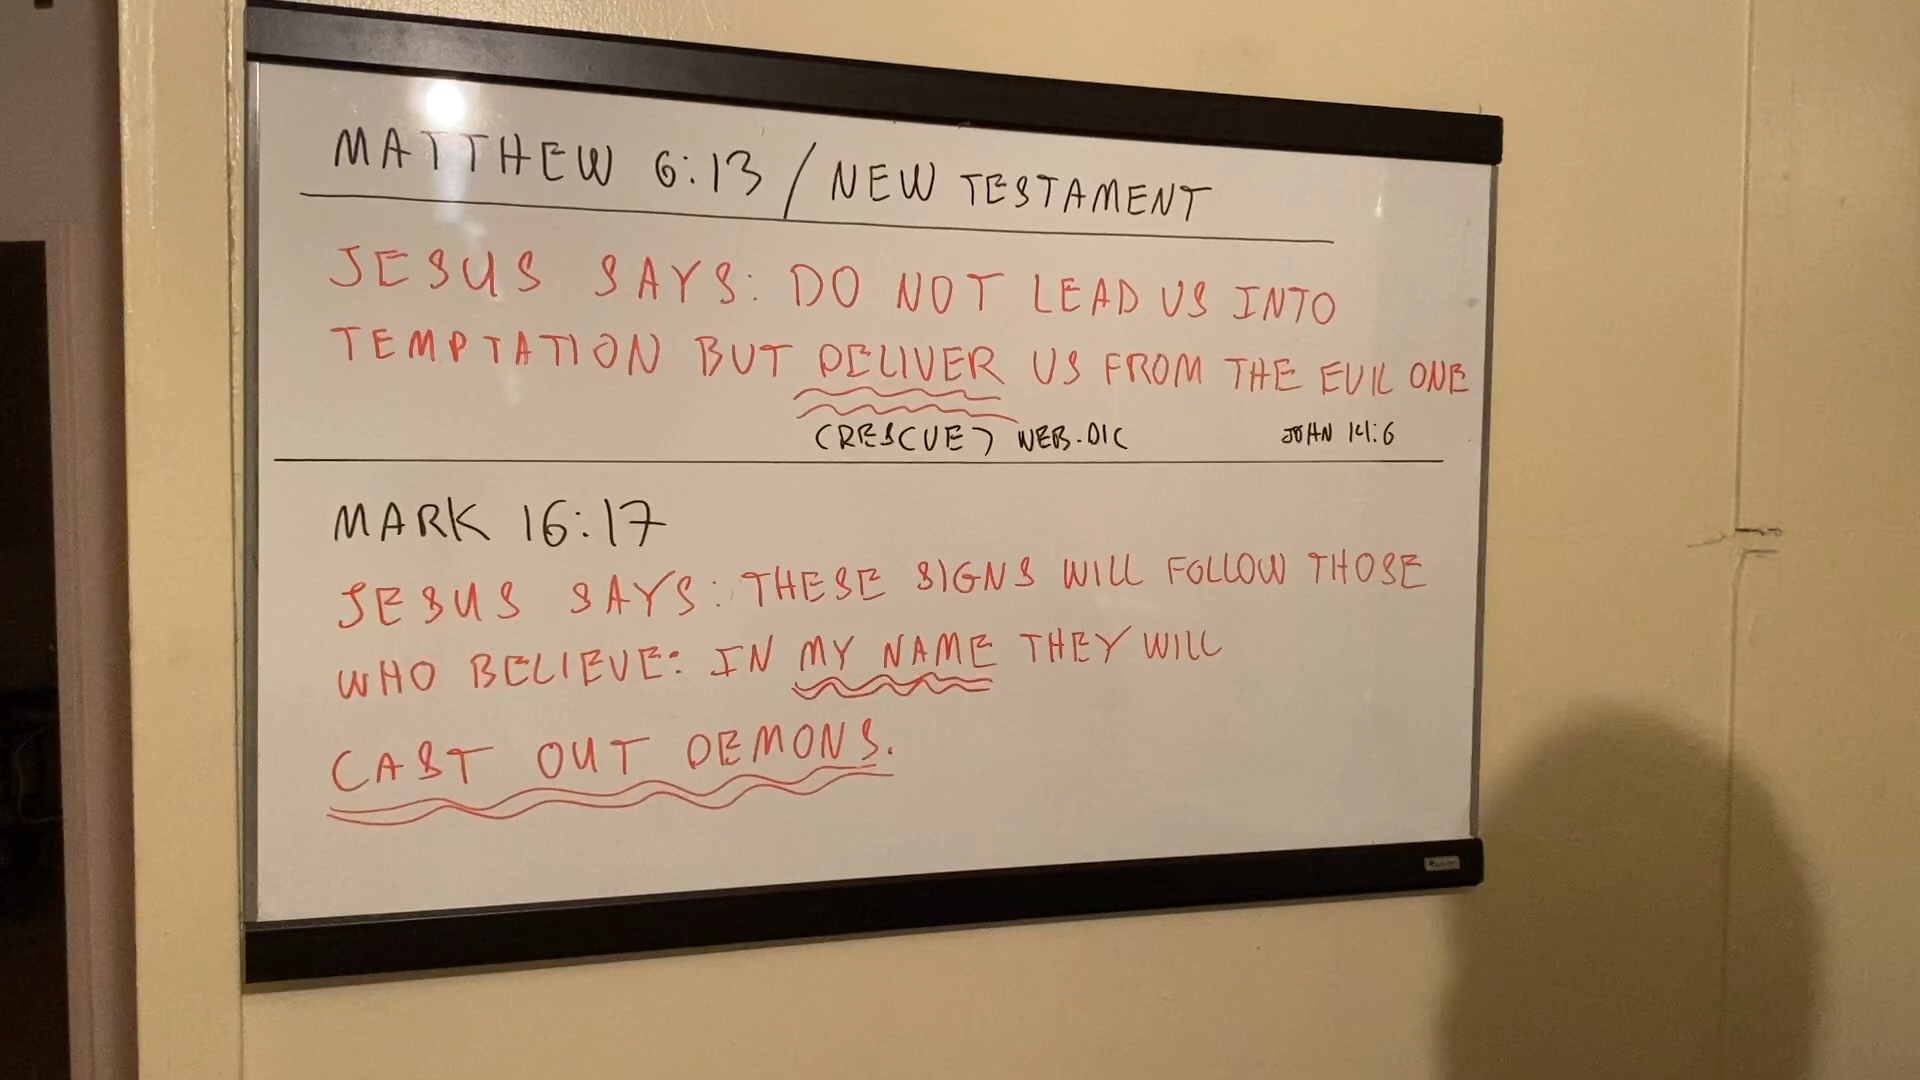 MATTHEW 6:13 / NEW TESTAMENT
JESUS SAYS: DO NOT LEAD US INTO
TEMPTATION BUT DELIVER US FROM THE EVIL ONE
(RESCUE) WEB.DIC JOHN 14:6
MARK 16:17
JESUS SAYS: THESE SIGNS WILL FOLLOW THOSE
WHO BELIEVE: IN MY NAME THEY WILL
CAST OUT DEMONS.